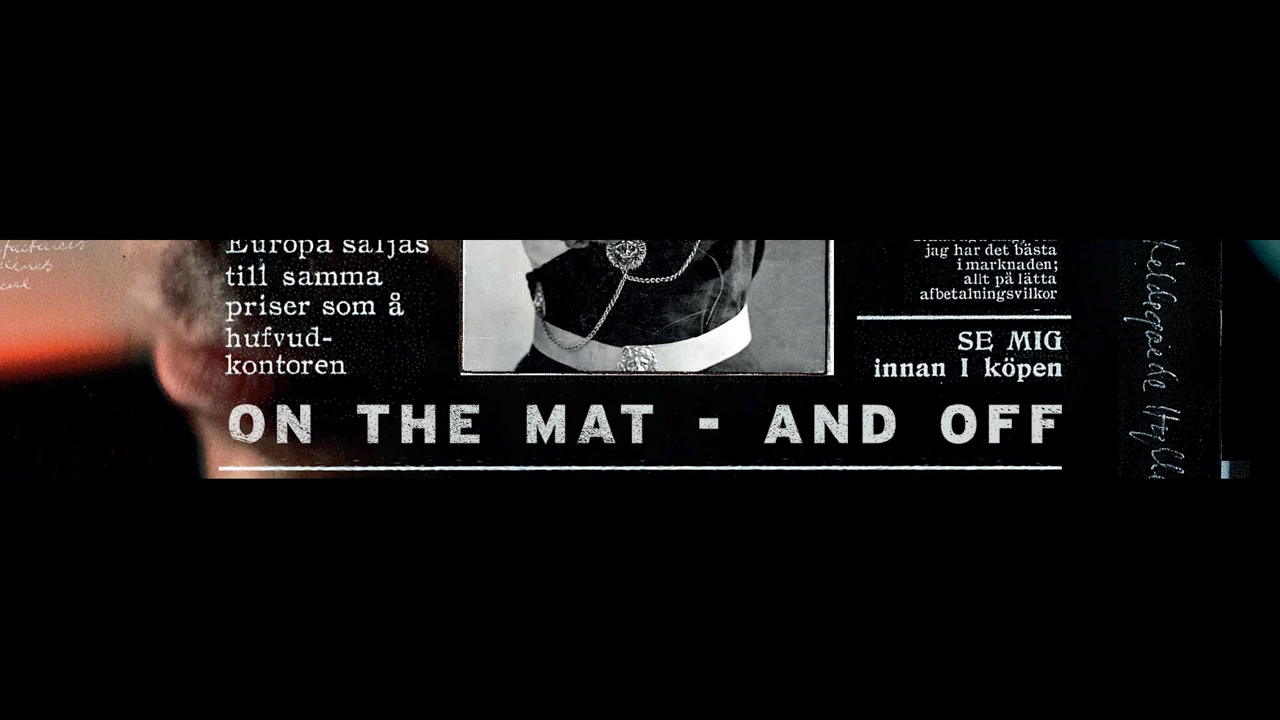 Europa säljas
till samma
priser som å
hufvud-
kontoren
jag har det bästa
i marknaden;
allt på lätta
afbetalningsvilkor
SE MIG
innan I köpen
ON THE MAT - AND OFF